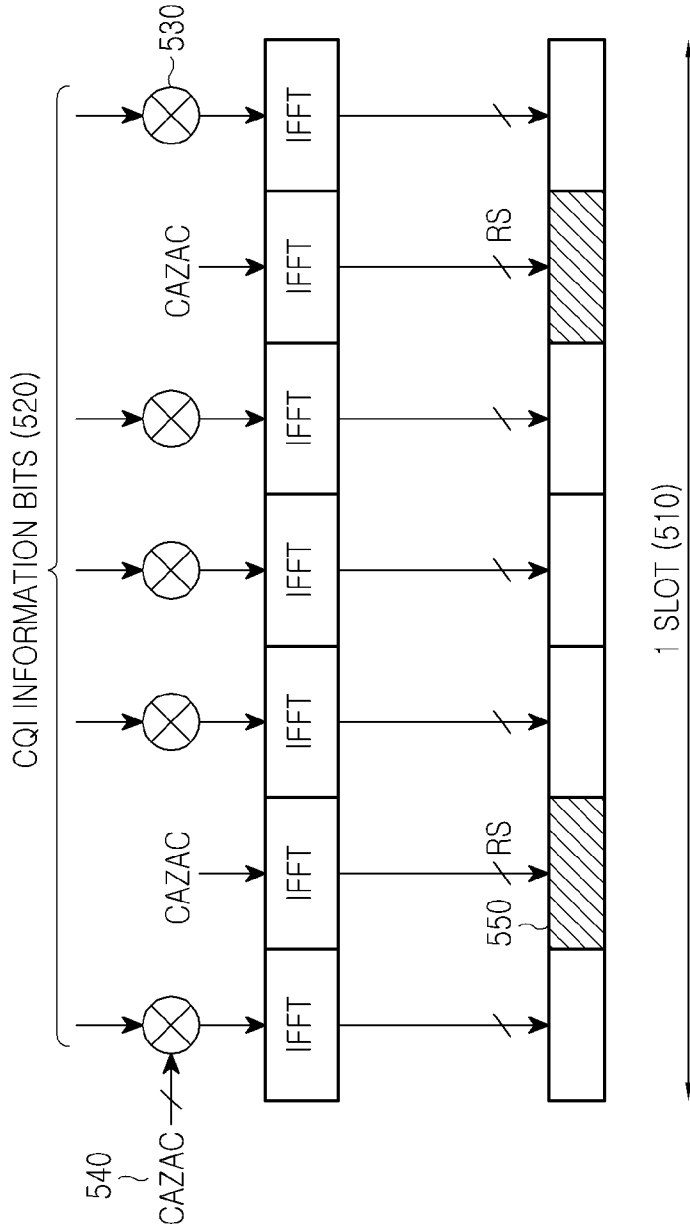 CQI INFORMATION BITS (520)
530
540
CAZAC
CAZAC
CAZAC
IFFT
IFFT
IFFT
IFFT
IFFT
IFFT
IFFT
550
RS
RS
1 SLOT (510)